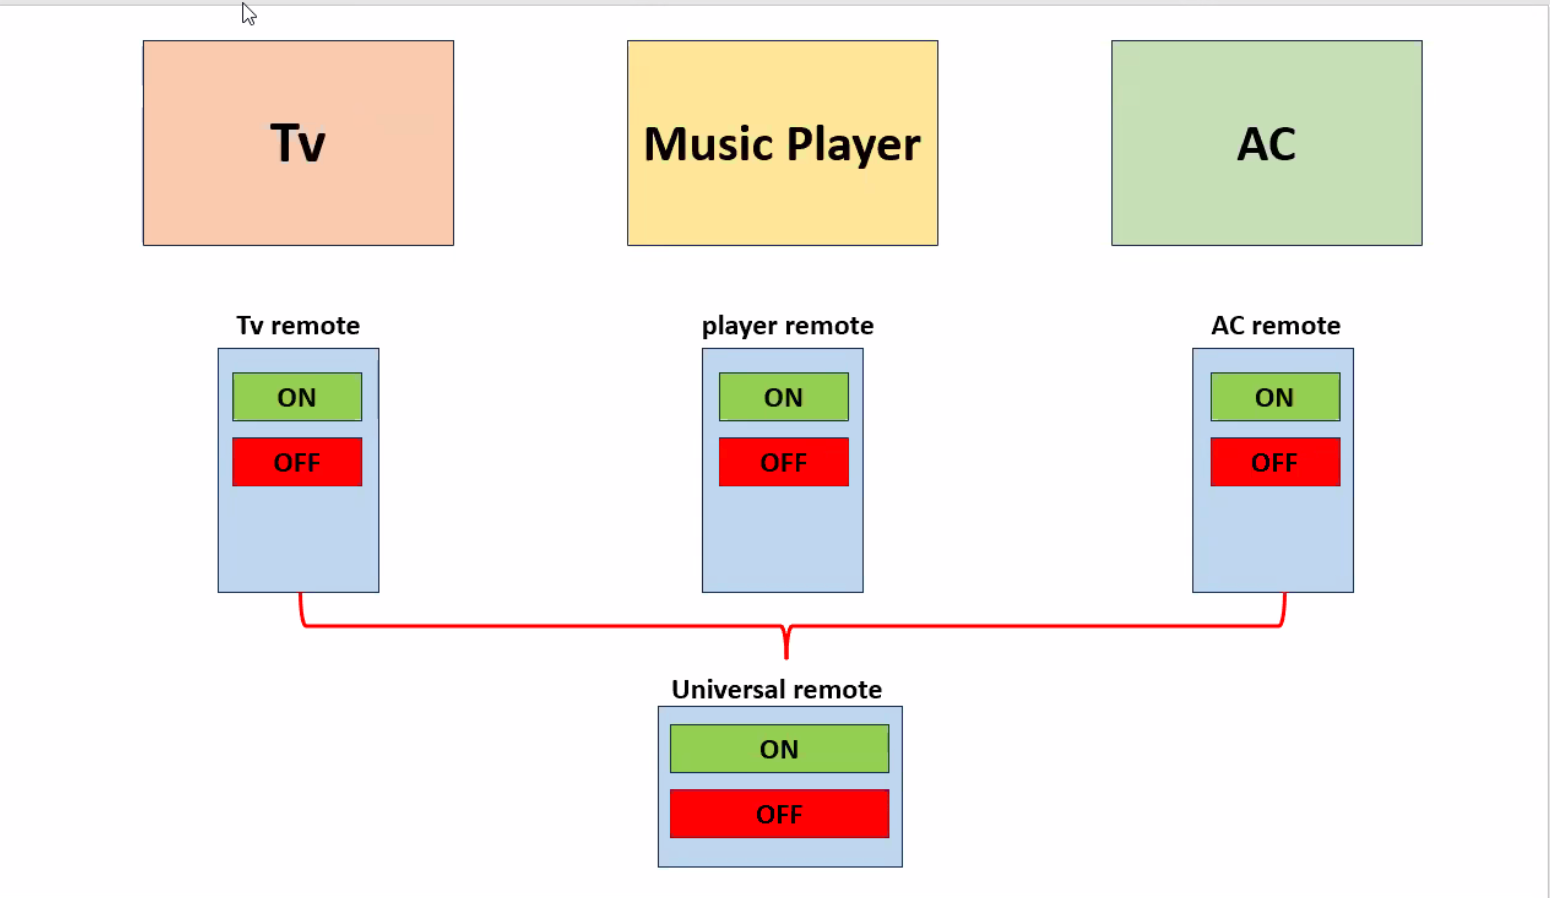 Tv
Music Player
AC
Tv remote
player remote
AC remote
ON
ON
ON
OFF
OFF
OFF
Universal remote
ON
OFF